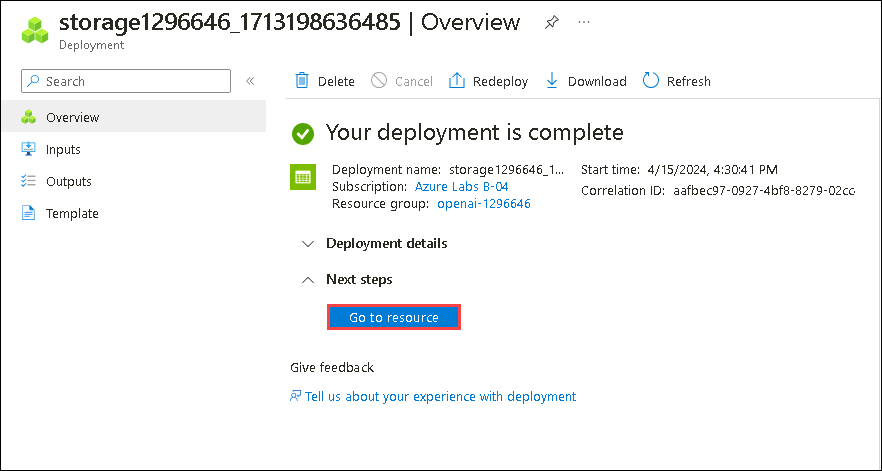 storage1296646_1713198636485 | Overview ...
Deployment
Search «
Overview
Inputs
Outputs
Template
Delete Cancel Redeploy Download Refresh
Your deployment is complete
Deployment name: storage1296646_1... Start time: 4/15/2024, 4:30:41 PM
Subscription: Azure Labs B-04 Correlation ID: aafbec97-0927-4bf8-8279-02cc
Resource group: openai-1296646
Deployment details
Next steps
Go to resource
Give feedback
Tell us about your experience with deployment